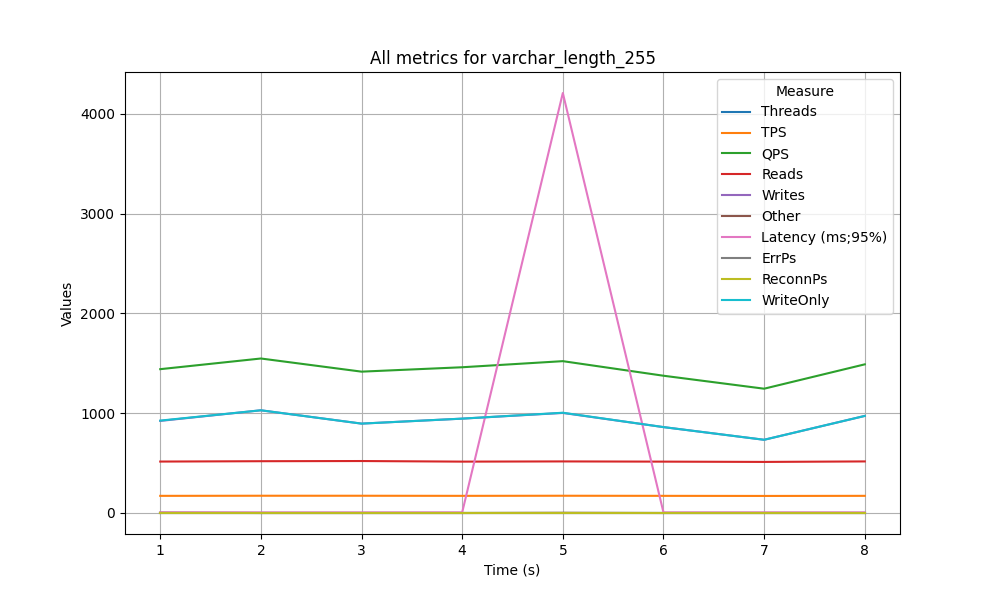 All metrics for varchar_length_255
Measure
Threads
TPS
QPS
Reads
Writes
Other
Latency (ms;95%)
ErrPs
ReconnPs
WriteOnly
4000
3000
2000
1000
0
Values
1 2 3 4 5 6 7 8
Time (s)